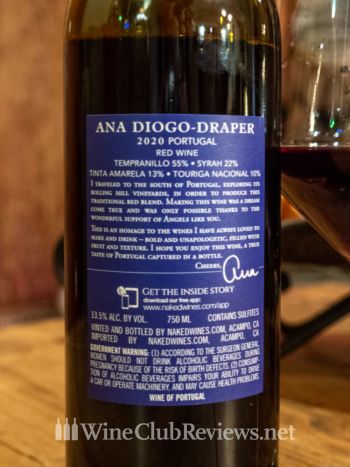 ANA DIOGO-DRAPER
2020 PORTUGAL
RED WINE
TEMPRANILLO 55% • SYRAH 22%
TINTA AMARELA 13% • TOURIGA NACIONAL 10%
I TRAVELED TO THE SOUTH OF PORTUGAL, EXPLORING ITS
ROLLING HILL VINEYARDS, IN ORDER TO PRODUCE THIS
TRADITIONAL RED BLEND. MAKING THIS WINE WAS A DREAM
COME TRUE AND WAS ONLY POSSIBLE THANKS TO THE
WONDERFUL SUPPORT OF ANGELS LIKE YOU.
THIS IS AN HOMAGE TO THE WINES I HAVE ALWAYS LOVED TO
MAKE AND DRINK – BOLD AND UNAPOLOGETIC, FILLED WITH
FRUIT AND TEXTURE. I HOPE YOU ENJOY THIS WINE, A TRUE
TASTE OF PORTUGAL CAPTURED IN A BOTTLE.
CHEERS,
Ana
GET THE INSIDE STORY
download our free app:
www.nakedwines.com/app
13.5% ALC. BY VOL. 750 ML CONTAINS SULFITES
VINTED AND BOTTLED BY NAKEDWINES.COM, ACAMPO, CA
IMPORTED BY NAKEDWINES.COM, ACAMPO, CA
GOVERNMENT WARNING: (1) ACCORDING TO THE SURGEON GENERAL,
WOMEN SHOULD NOT DRINK ALCOHOLIC BEVERAGES DURING
PREGNANCY BECAUSE OF THE RISK OF BIRTH DEFECTS. (2) CONSUMP-
TION OF ALCOHOLIC BEVERAGES IMPAIRS YOUR ABILITY TO DRIVE
A CAR OR OPERATE MACHINERY, AND MAY CAUSE HEALTH PROBLEMS.
WINE OF PORTUGAL
WineClubReviews.net